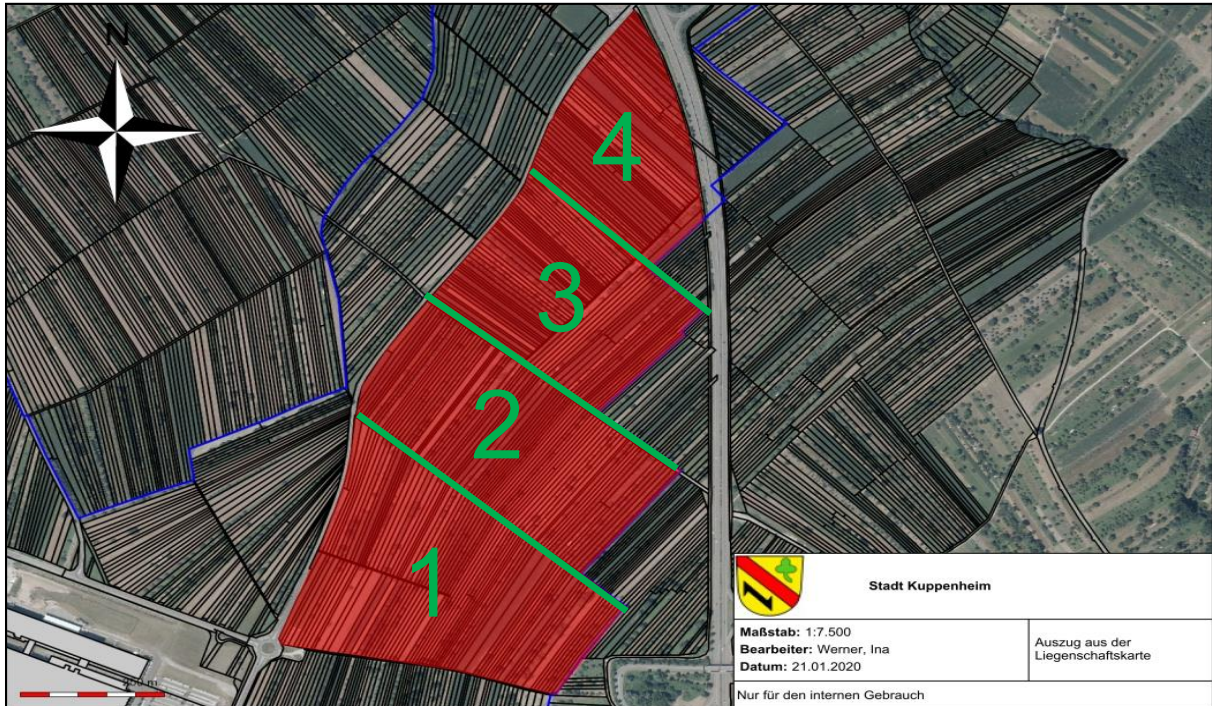 N
4
3
2
1
Stadt Kuppenheim
Maßstab: 1:7.500
Bearbeiter: Werner, Ina
Datum: 21.01.2020
Auszug aus der
Liegenschaftskarte
Nur für den internen Gebrauch